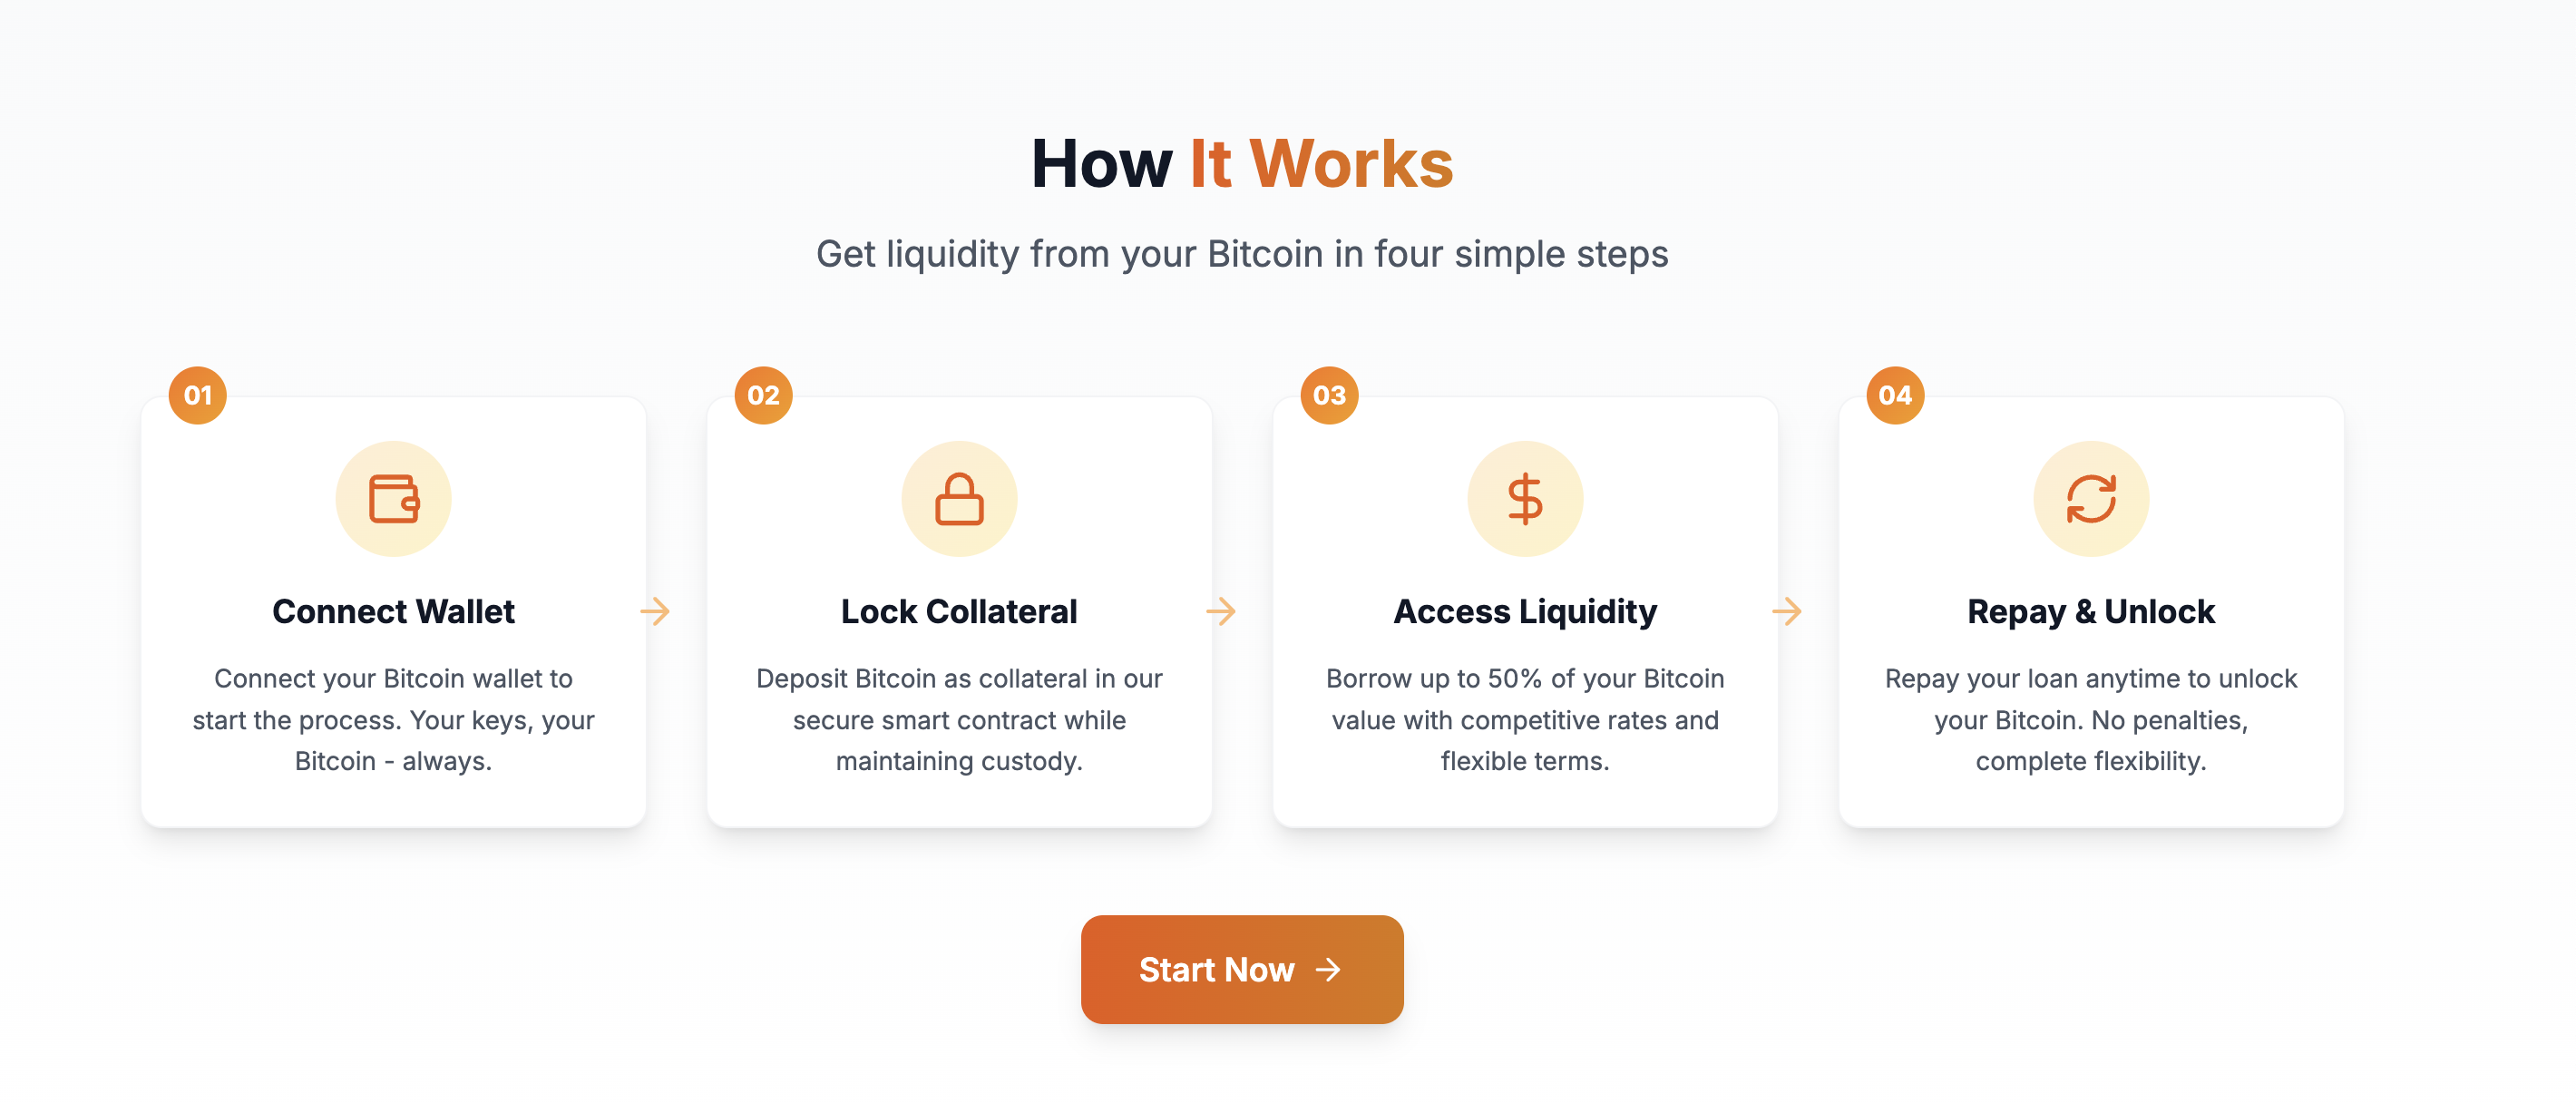 How It Works
Get liquidity from your Bitcoin in four simple steps
01
Connect Wallet
Connect your Bitcoin wallet to
start the process. Your keys, your
Bitcoin - always.
02
Lock Collateral
Deposit Bitcoin as collateral in our
secure smart contract while
maintaining custody.
03
Access Liquidity
Borrow up to 50% of your Bitcoin
value with competitive rates and
flexible terms.
04
Repay & Unlock
Repay your loan anytime to unlock
your Bitcoin. No penalties,
complete flexibility.
Start Now